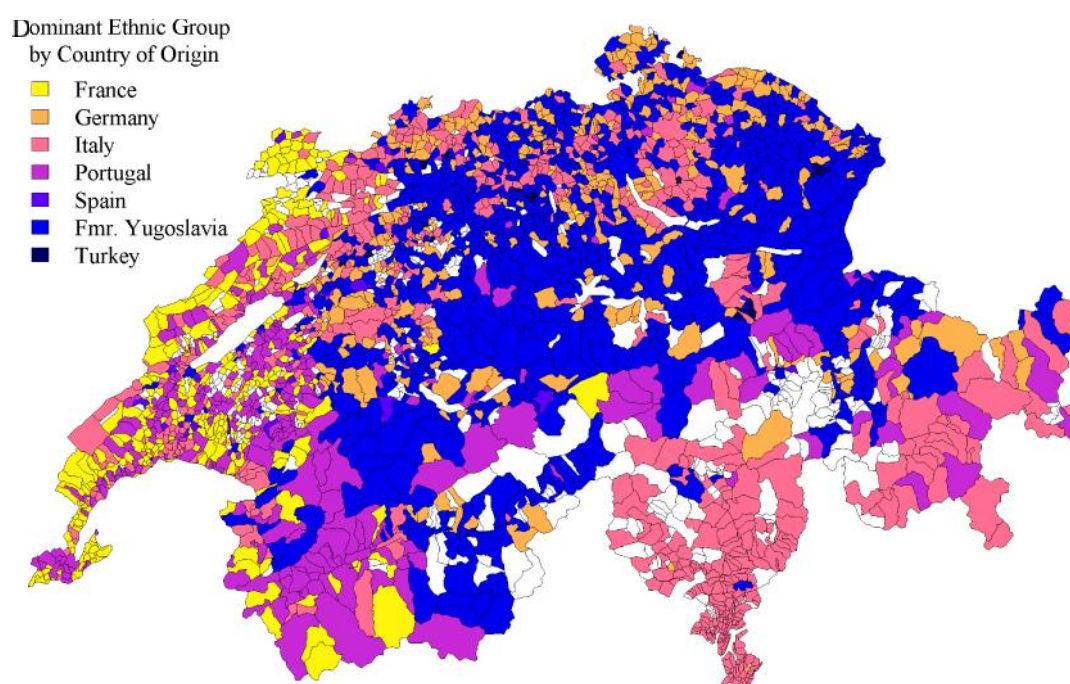 Dominant Ethnic Group
by Country of Origin
France
Germany
Italy
Portugal
Spain
Fmr. Yugoslavia
Turkey